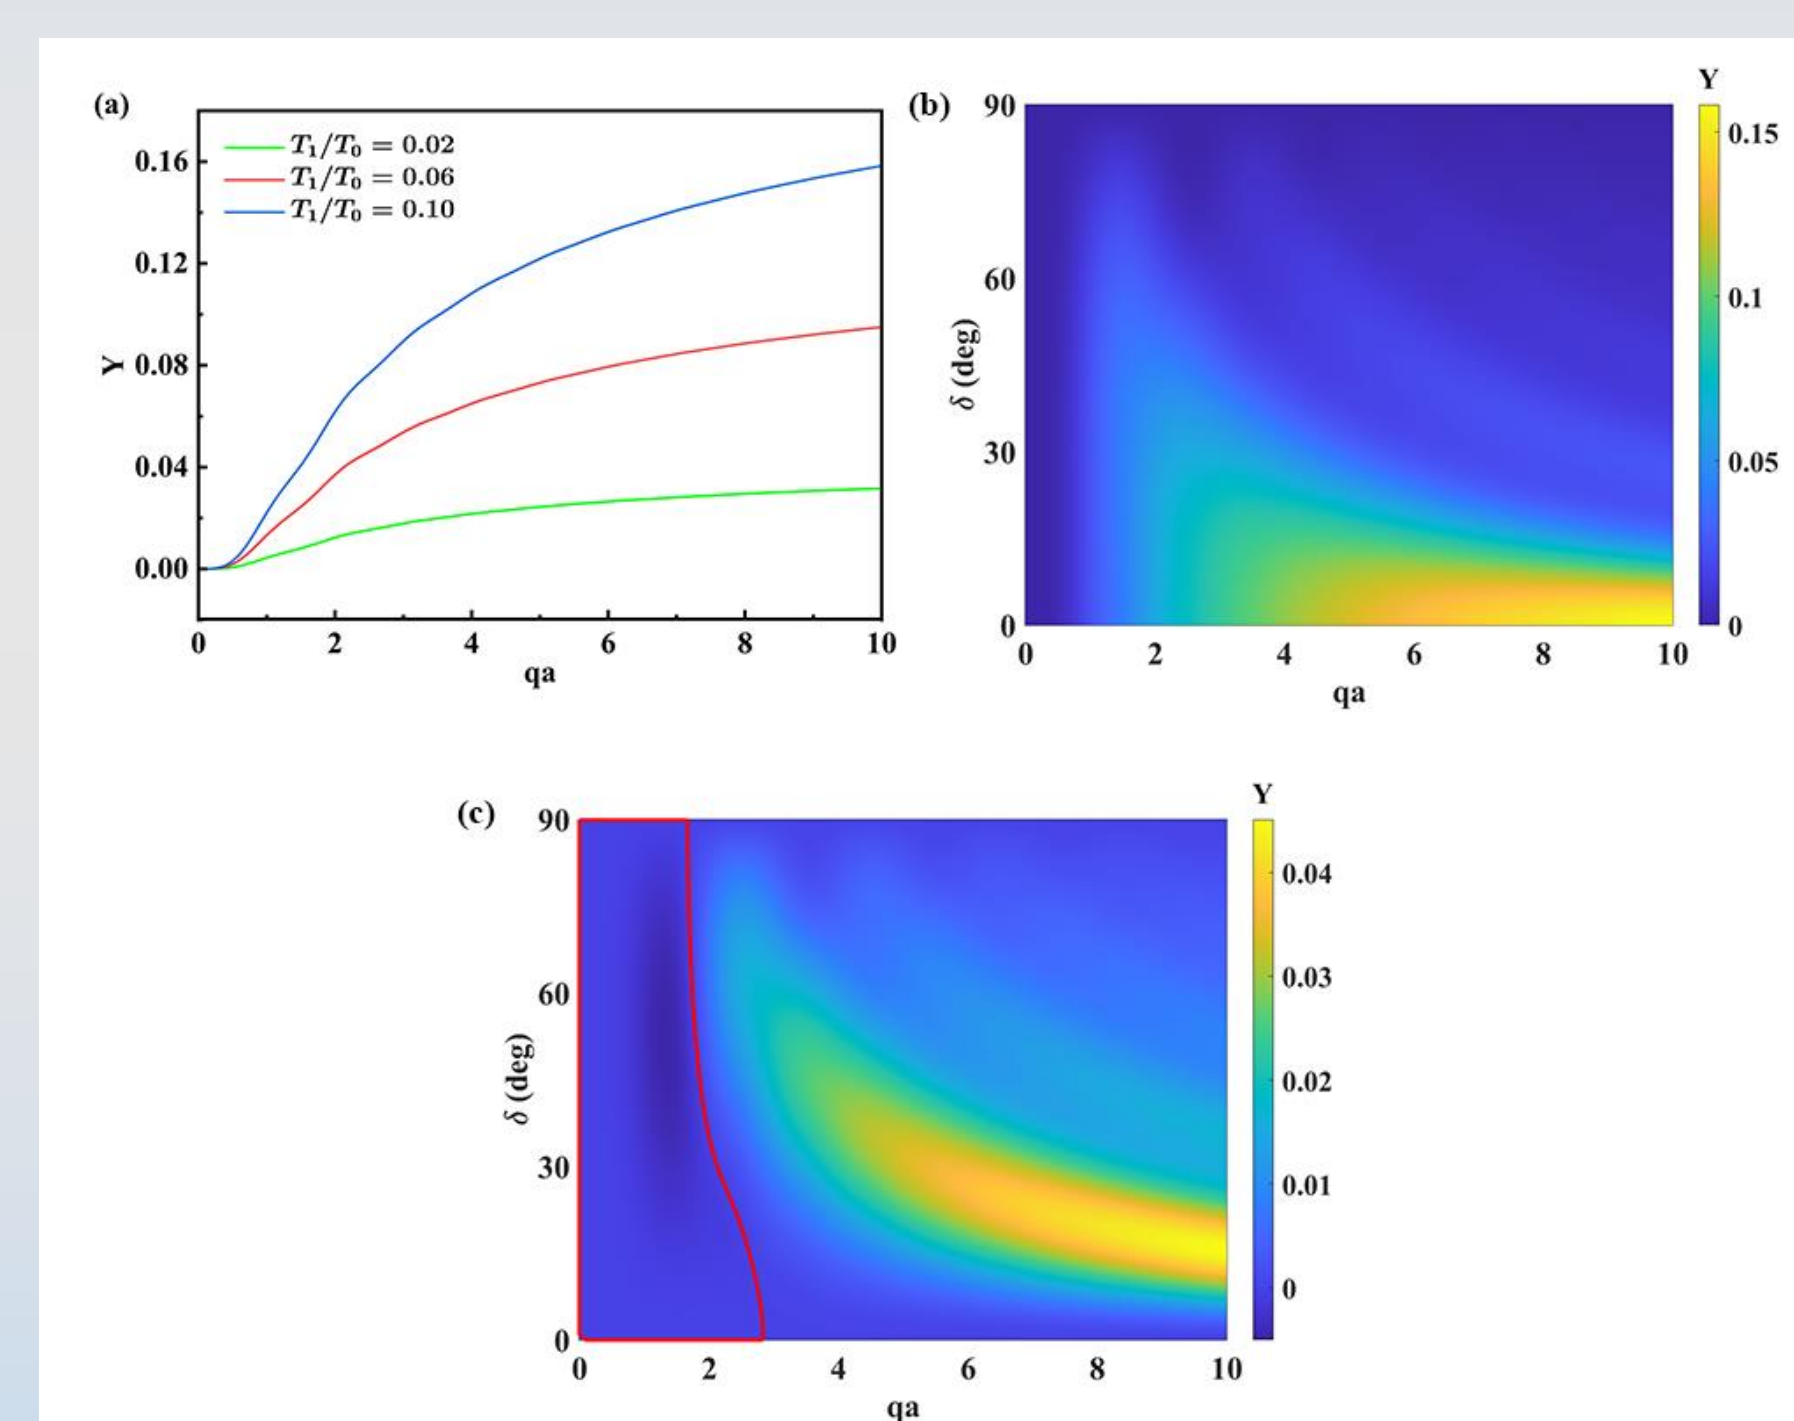 (a)
T₁/T₀ = 0.02
T₁/T₀ = 0.06
T₁/T₀ = 0.10
0.16
0.12
0.08
0.04
0.00
Y
0 2 4 6 8 10
qa
(b)
Y
90
60
30
0
δ (deg)
0 2 4 6 8 10
qa
0.15
0.1
0.05
0
(c)
Y
90
60
30
0
δ (deg)
0 2 4 6 8 10
qa
0.04
0.03
0.02
0.01
0